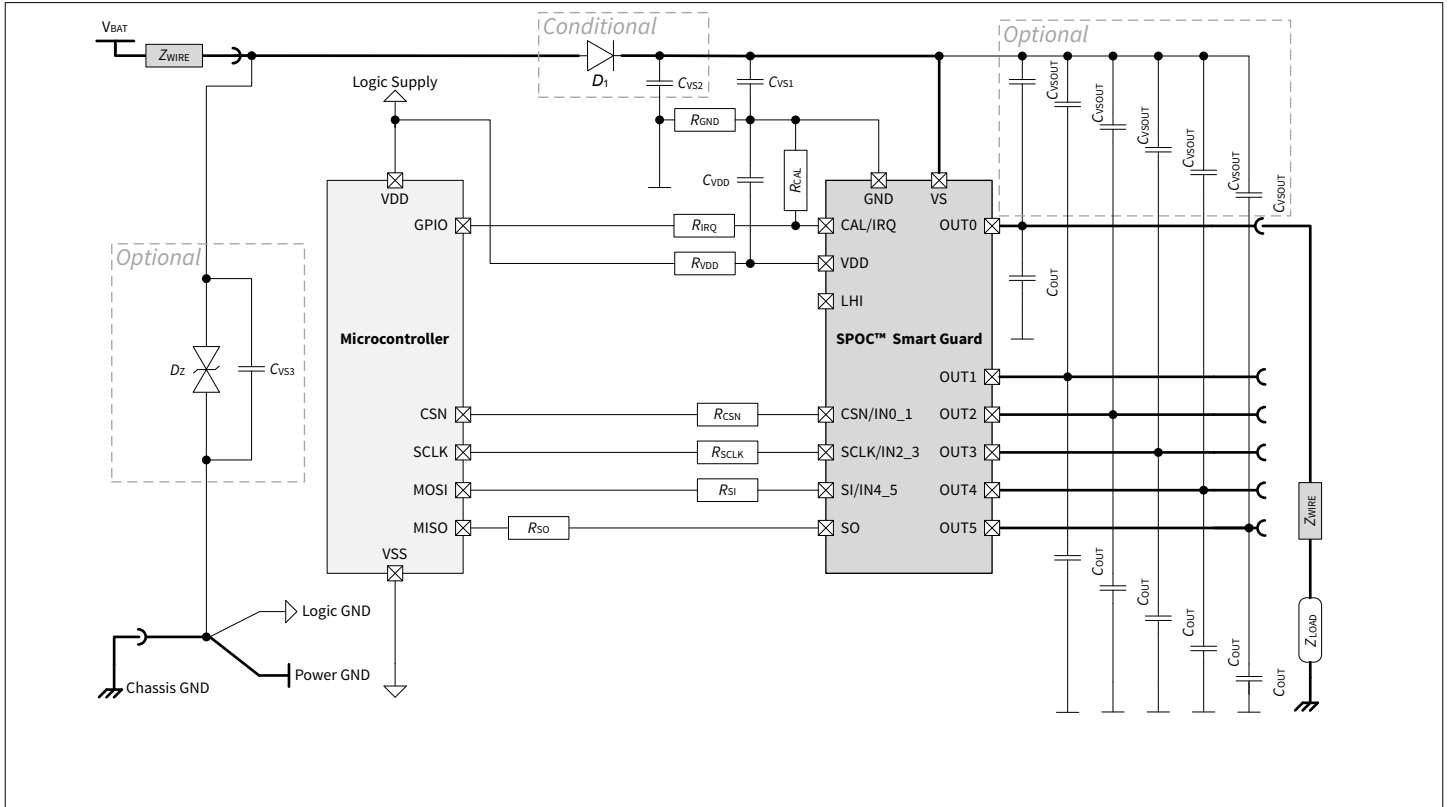 VBAT
ZWIRE
Conditional
D1
CVS2
CVS1
Optional
CVSOUT
CVSOUT
CVSOUT
CVSOUT
CVSOUT
CVSOUT
Logic Supply
RGND
CVDD
RCAL
VDD
GND
VS
GPIO
RIRQ
CAL/IRQ
OUT0
RVDD
VDD
COUT
LHI
Optional
DZ
CVS3
Microcontroller
SPOC™ Smart Guard
OUT1
CSN
RCSN
CSN/IN0_1
OUT2
SCLK
RSCLK
SCLK/IN2_3
OUT3
MOSI
RSI
SI/IN4_5
OUT4
MISO
RSO
SO
OUT5
ZWIRE
VSS
COUT
COUT
COUT
COUT
COUT
ZLOAD
Logic GND
Power GND
Chassis GND